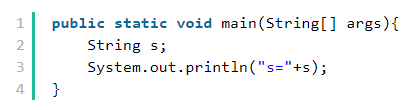 1 public static void main(String[] args){
2     String s;
3     System.out.println("s="+s);
4 }